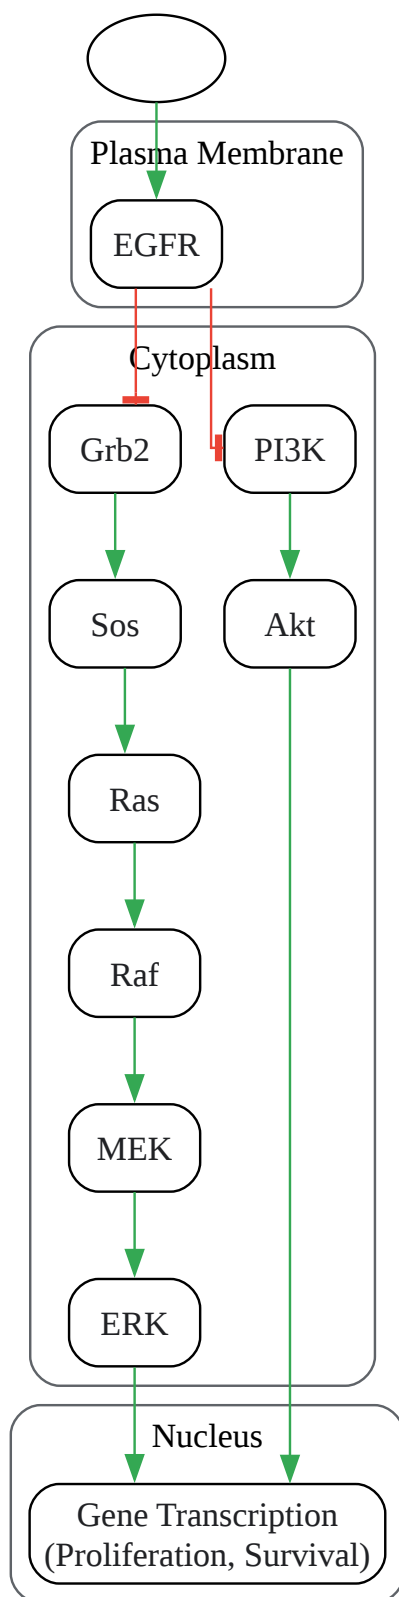 Plasma Membrane
EGFR
Cytoplasm
Grb2
PI3K
Sos
Akt
Ras
Raf
MEK
ERK
Nucleus
Gene Transcription
(Proliferation, Survival)